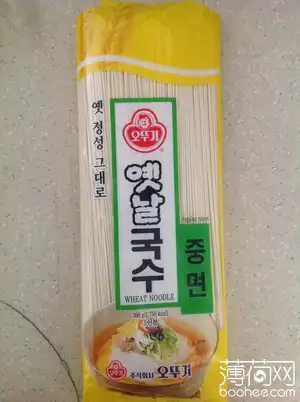 오뚜기
옛 정성 그대로
옛날
국수
중면
WHEAT NOODLE
주식회사 오뚜기
薄荷网
boohee.com